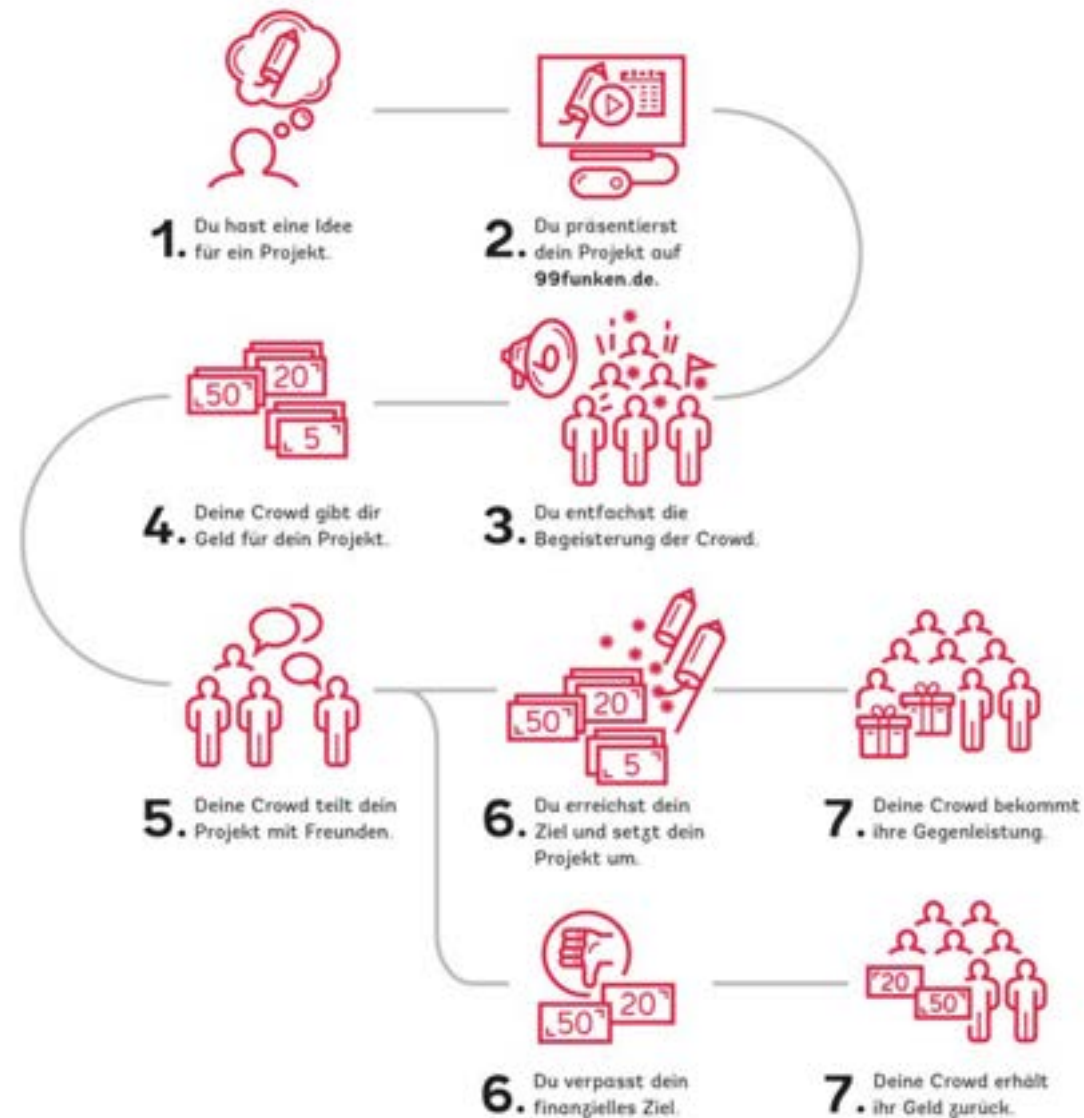 1. Du hast eine Idee
für ein Projekt.
2. Du präsentierst
dein Projekt auf
99funken.de.
50 20
5
3. Du entfachst die
Begeisterung der Crowd.
4. Deine Crowd gibt dir
Geld für dein Projekt.
5. Deine Crowd teilt dein
Projekt mit Freunden.
50 20
5
6. Du erreichst dein
Ziel und setzt dein
Projekt um.
7. Deine Crowd bekommt
ihre Gegenleistung.
50 20
6. Du verpasst dein
finanzielles Ziel.
20
50
7. Deine Crowd erhält
ihr Geld zurück.